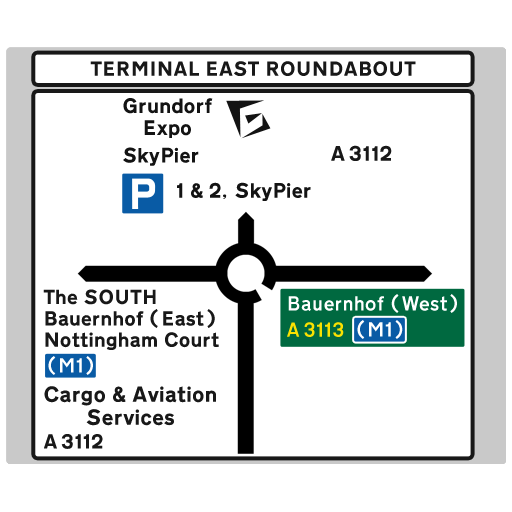 TERMINAL EAST ROUNDABOUT
Grundorf
Expo
SkyPier
A 3112
P 1 & 2, SkyPier
The SOUTH
Bauernhof (East)
Nottingham Court
(M1)
Cargo & Aviation
Services
A 3112
Bauernhof (West)
A 3113 (M1)